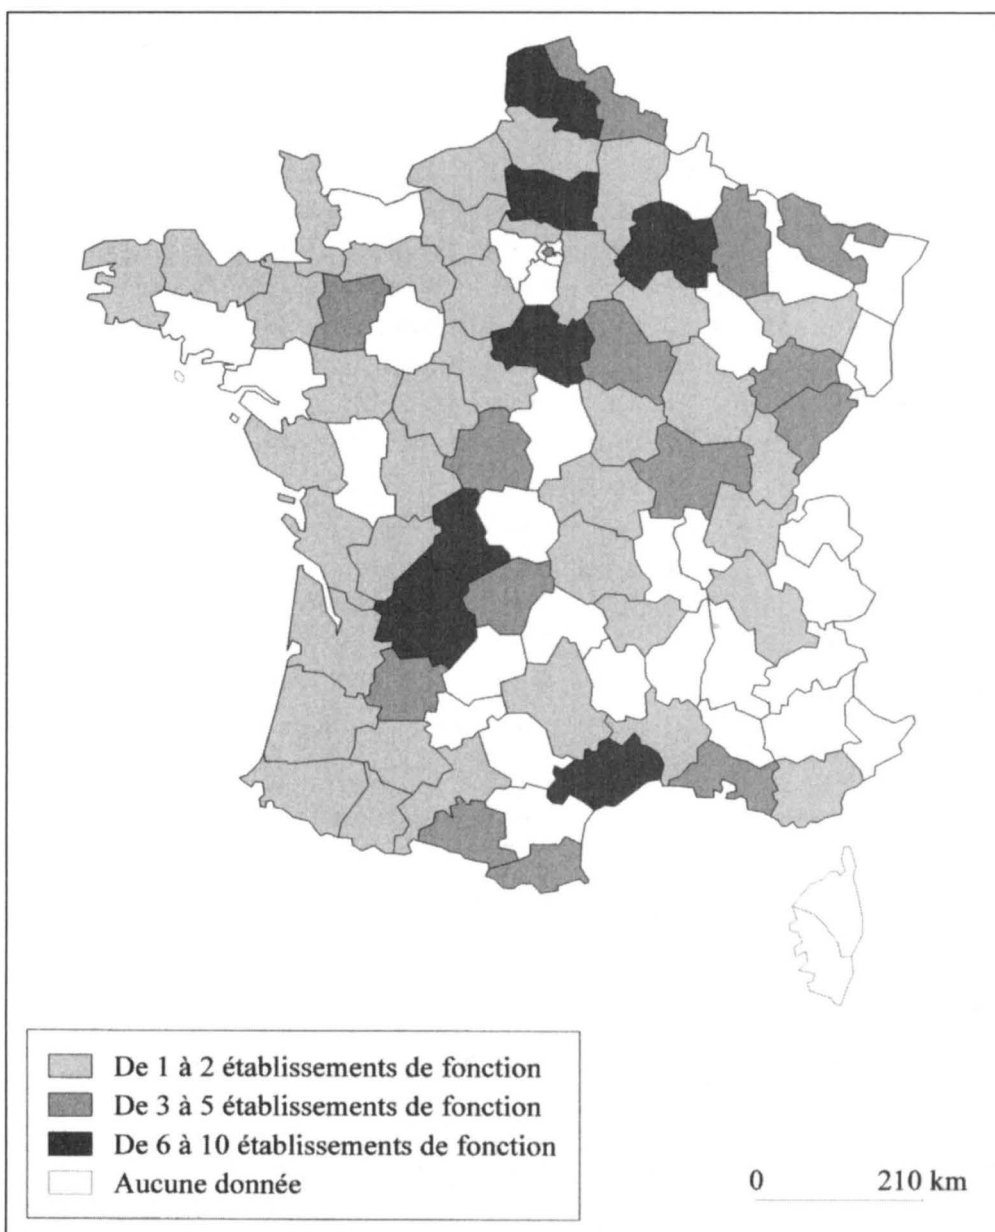 De 1 à 2 établissements de fonction
De 3 à 5 établissements de fonction
De 6 à 10 établissements de fonction
Aucune donnée
0 210 km